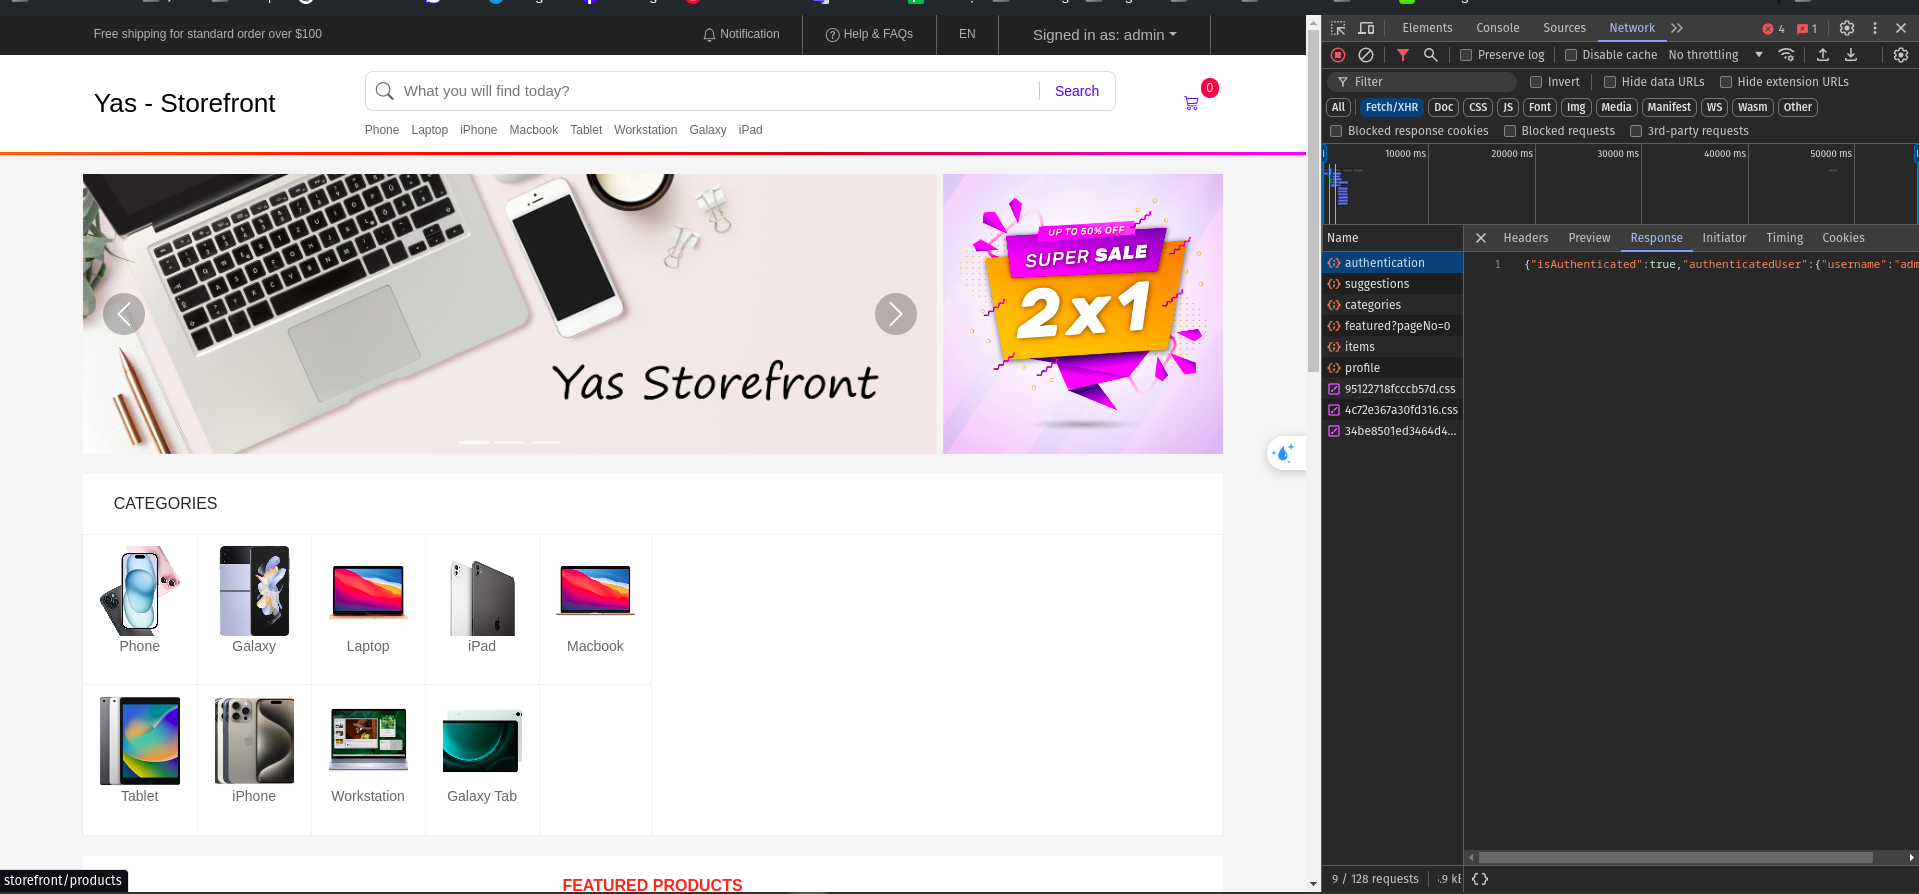 Free shipping for standard order over $100
Notification
Help & FAQs
EN
Signed in as: admin
Yas - Storefront
What you will find today?
Search
0
Phone Laptop iPhone Macbook Tablet Workstation Galaxy iPad
Yas Storefront
UP TO 50% OFF
SUPER SALE
2x1
CATEGORIES
Phone
Galaxy
Laptop
iPad
Macbook
Tablet
iPhone
Workstation
Galaxy Tab
FEATURED PRODUCTS
storefront/products
Elements Console Sources Network 4 1
Preserve log Disable cache No throttling
Filter Invert Hide data URLs Hide extension URLs
All Fetch/XHR Doc CSS JS Font Img Media Manifest WS Wasm Other
Blocked response cookies Blocked requests 3rd-party requests
10000 ms 20000 ms 30000 ms 40000 ms 50000 ms
Name
authentication
suggestions
categories
featured?pageNo=0
items
profile
95122718fcccb57d.css
4c72e367a30fd316.css
34be8501ed3464d4...
Headers Preview Response Initiator Timing Cookies
1 {"isAuthenticated":true,"authenticatedUser":{"username":"adm
9 / 128 requests
{}